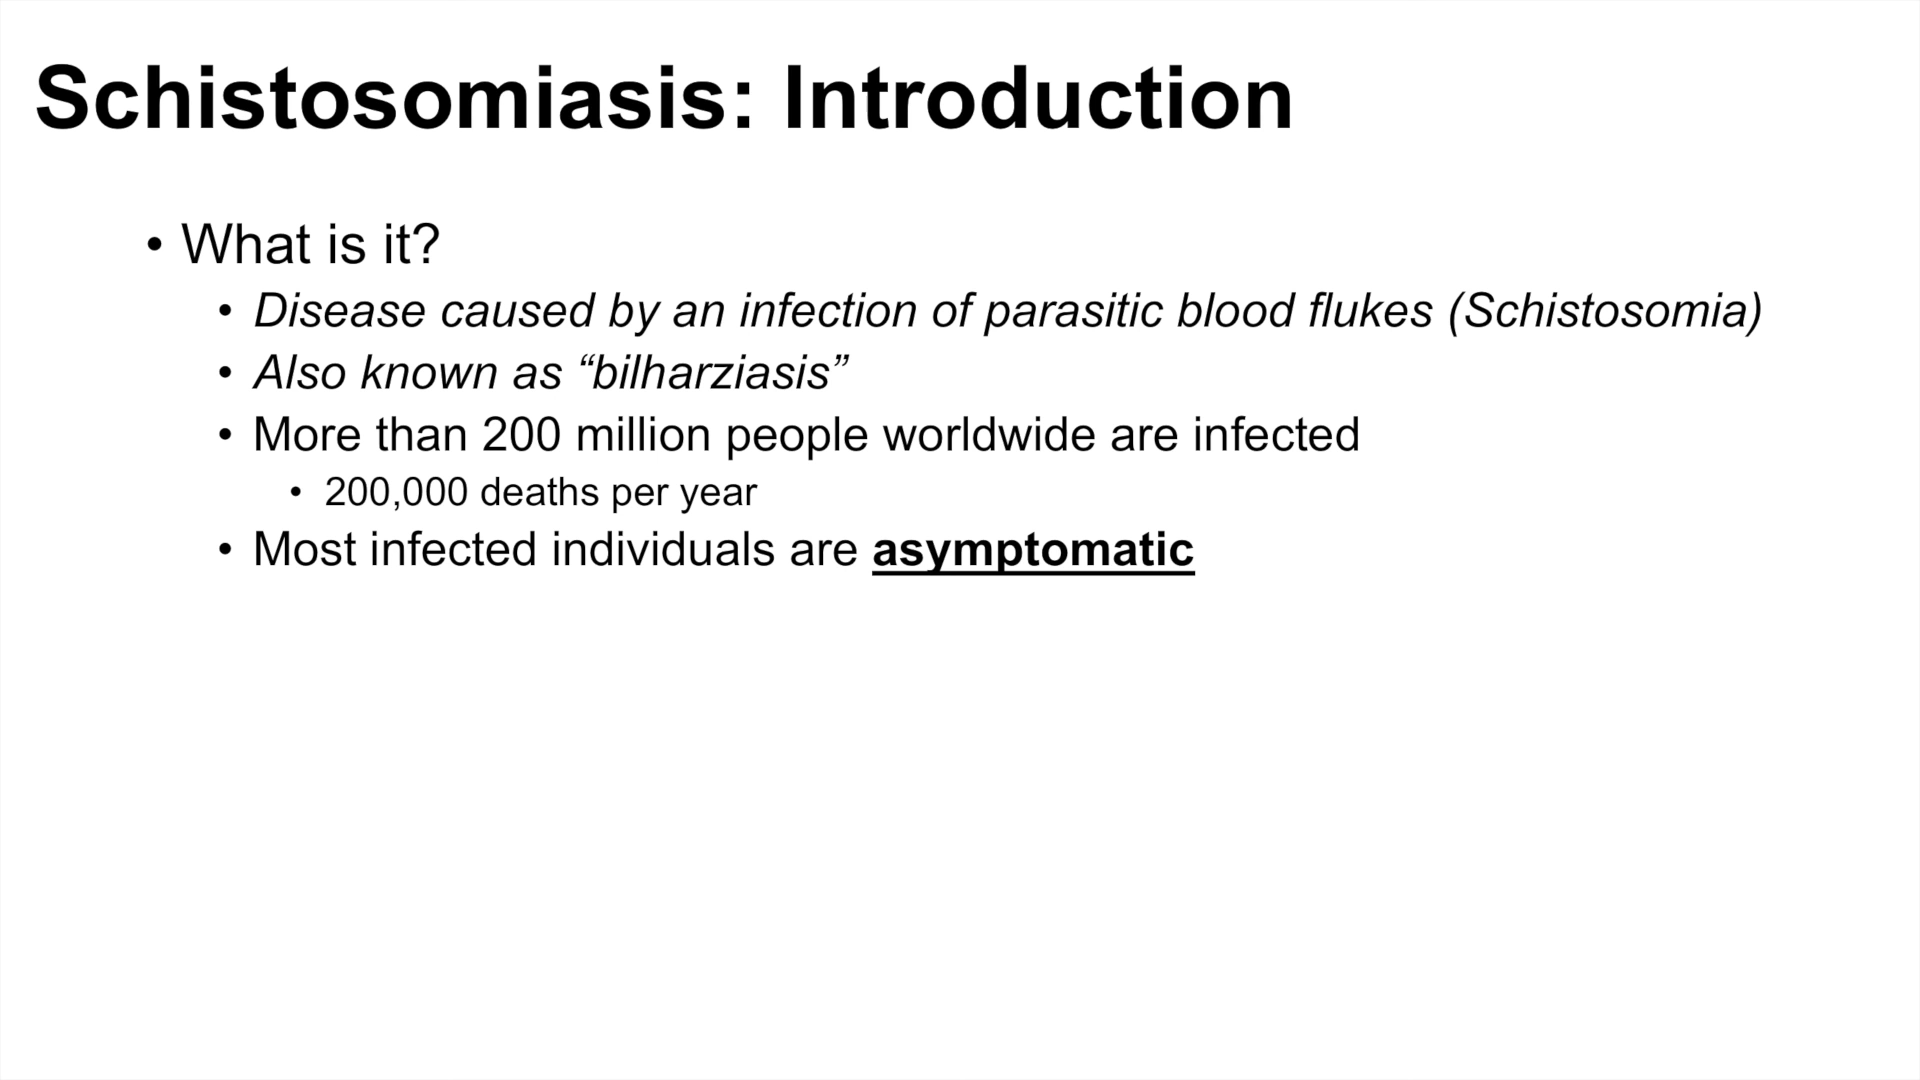 Schistosomiasis: Introduction
• What is it?
• Disease caused by an infection of parasitic blood flukes (Schistosomia)
• Also known as “bilharziasis”
• More than 200 million people worldwide are infected
• 200,000 deaths per year
• Most infected individuals are asymptomatic